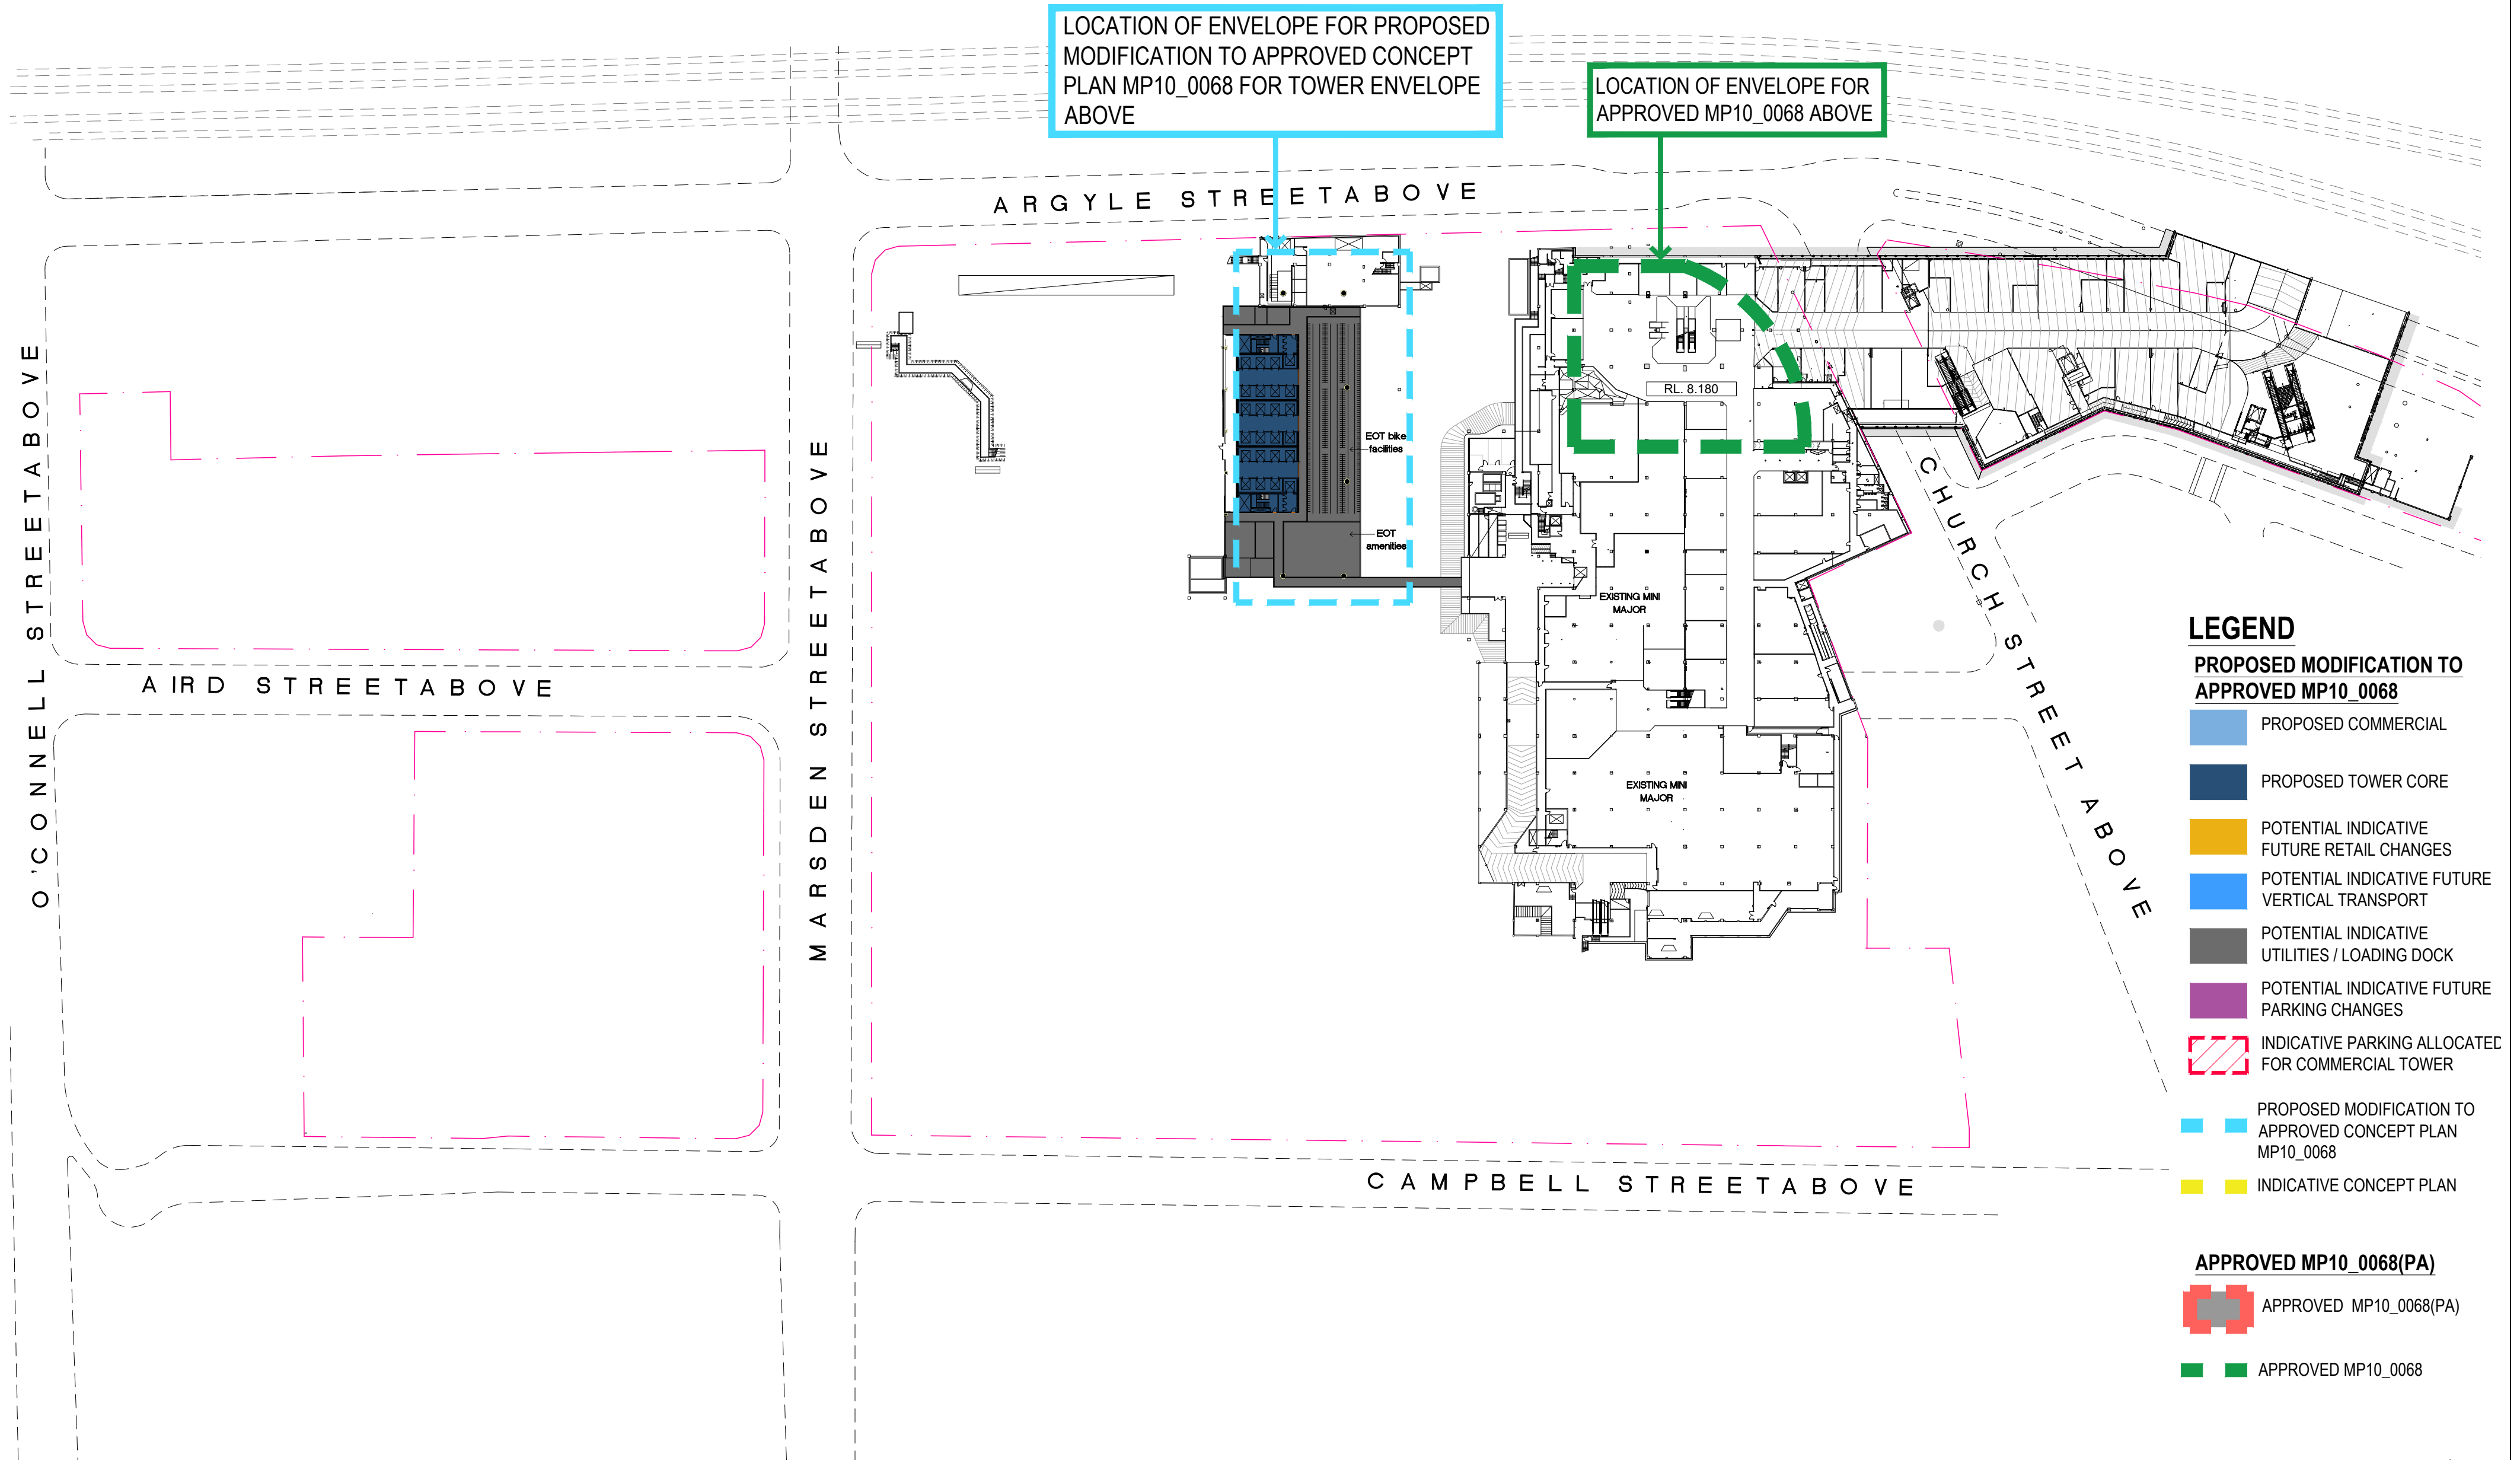 LOCATION OF ENVELOPE FOR PROPOSED
MODIFICATION TO APPROVED CONCEPT
PLAN MP10_0068 FOR TOWER ENVELOPE
ABOVE
LOCATION OF ENVELOPE FOR
APPROVED MP10_0068 ABOVE
ARGYLE STREETABOVE
O'CONNELL STREETABOVE
MARSDEN STREETABOVE
AIRD STREETABOVE
CHURCH STREET ABOVE
CAMPBELL STREETABOVE
RL. 8.180
EOT bike
facilities
EOT
amenities
EXISTING MINI
MAJOR
EXISTING MINI
MAJOR
LEGEND
PROPOSED MODIFICATION TO
APPROVED MP10_0068
PROPOSED COMMERCIAL
PROPOSED TOWER CORE
POTENTIAL INDICATIVE
FUTURE RETAIL CHANGES
POTENTIAL INDICATIVE FUTURE
VERTICAL TRANSPORT
POTENTIAL INDICATIVE
UTILITIES / LOADING DOCK
POTENTIAL INDICATIVE FUTURE
PARKING CHANGES
INDICATIVE PARKING ALLOCATED
FOR COMMERCIAL TOWER
PROPOSED MODIFICATION TO
APPROVED CONCEPT PLAN
MP10_0068
INDICATIVE CONCEPT PLAN
APPROVED MP10_0068(PA)
APPROVED MP10_0068(PA)
APPROVED MP10_0068